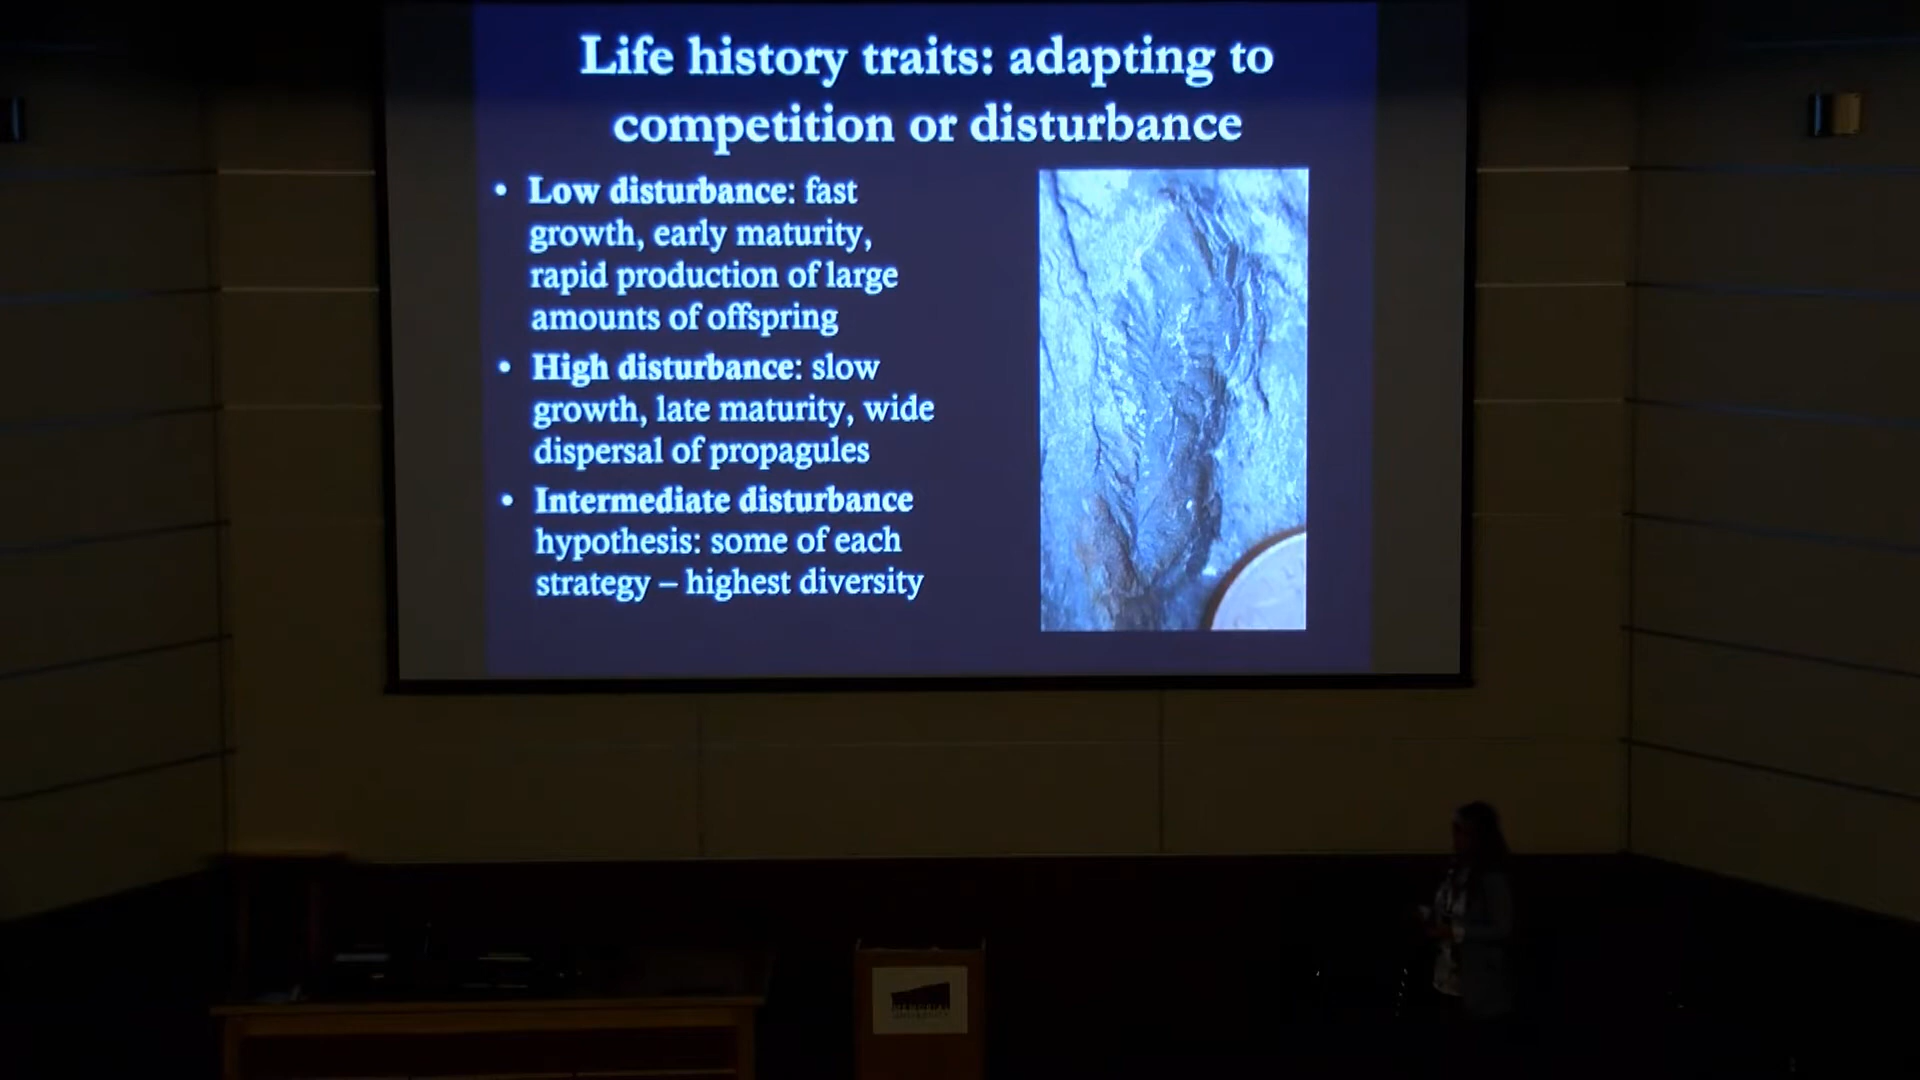 Life history traits: adapting to
competition or disturbance
• Low disturbance: fast
growth, early maturity,
rapid production of large
amounts of offspring
• High disturbance: slow
growth, late maturity, wide
dispersal of propagules
• Intermediate disturbance
hypothesis: some of each
strategy – highest diversity
MEMORIAL
UNIVERSITY